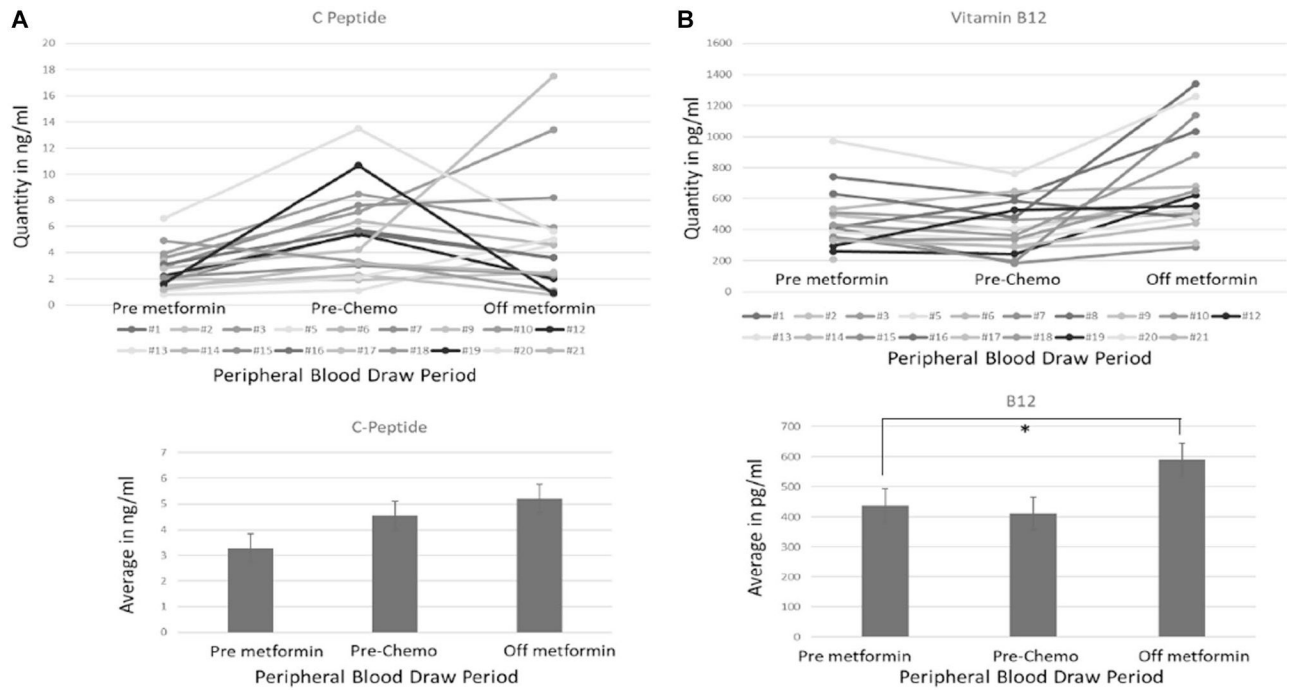 A
C Peptide
Quantity in ng/ml
20
18
16
14
12
10
8
6
4
2
0
Pre metformin Pre-Chemo Off metformin
#1 #2 #3 #5 #6 #7 #9 #10 #12
#13 #14 #15 #16 #17 #18 #19 #20 #21
Peripheral Blood Draw Period
B
Vitamin B12
Quantity in pg/ml
1600
1400
1200
1000
800
600
400
200
0
Pre metformin Pre-Chemo Off metformin
#1 #2 #3 #5 #6 #7 #8 #9 #10 #12
#13 #14 #15 #16 #17 #18 #19 #20 #21
Peripheral Blood Draw Period
C-Peptide
Average in ng/ml
7
6
5
4
3
2
1
0
Pre metformin Pre-Chemo Off metformin
Peripheral Blood Draw Period
B12
Average in pg/ml
700
600
500
400
300
200
100
0
*
Pre metformin Pre-Chemo Off metformin
Peripheral Blood Draw Period